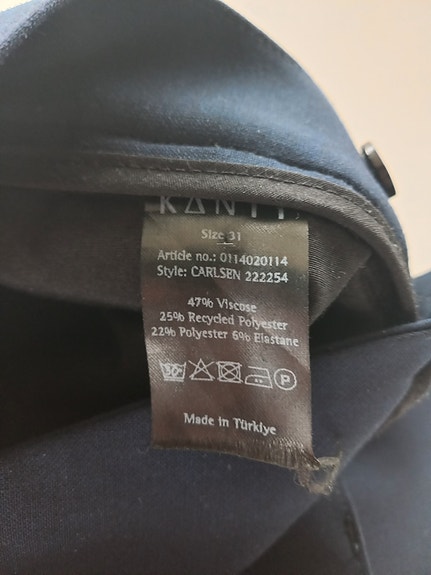 Size 31
Article no.: 0114020114
Style: CARLSEN 222254
47% Viscose
25% Recycled Polyester
22% Polyester 6% Elastane
30°
P
Made in Türkiye